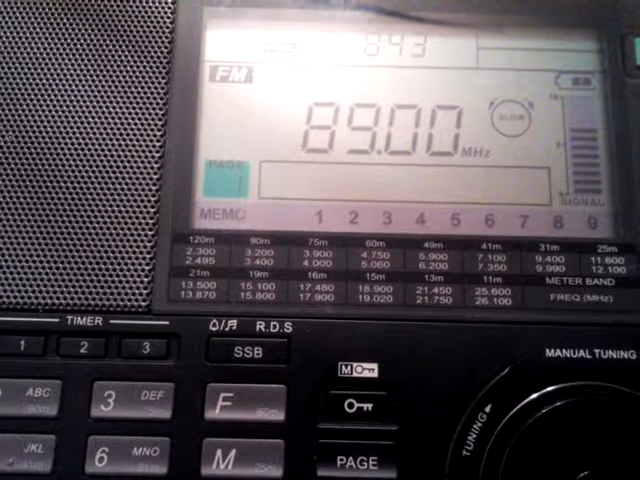 843
FM
89.00 MHz
SLOW
PAGE
1
SIGNAL
MEMO 1 2 3 4 5 6 7 8 9
120m 90m 75m 60m 49m 41m 31m 25m
2.300 3.200 3.900 4.750 5.900 7.100 9.400 11.600
2.495 3.400 4.000 5.060 6.200 7.350 9.990 12.100
21m 19m 16m 15m 13m 11m METER BAND
13.500 15.100 17.480 18.900 21.450 25.600 FREQ (MHz)
13.870 15.800 17.900 19.020 21.750 26.100
TIMER
R.D.S
1 2 3
SSB
MANUAL TUNING
M
ABC
3 DEF
F
TUNING
JKL
6 MNO
M
PAGE